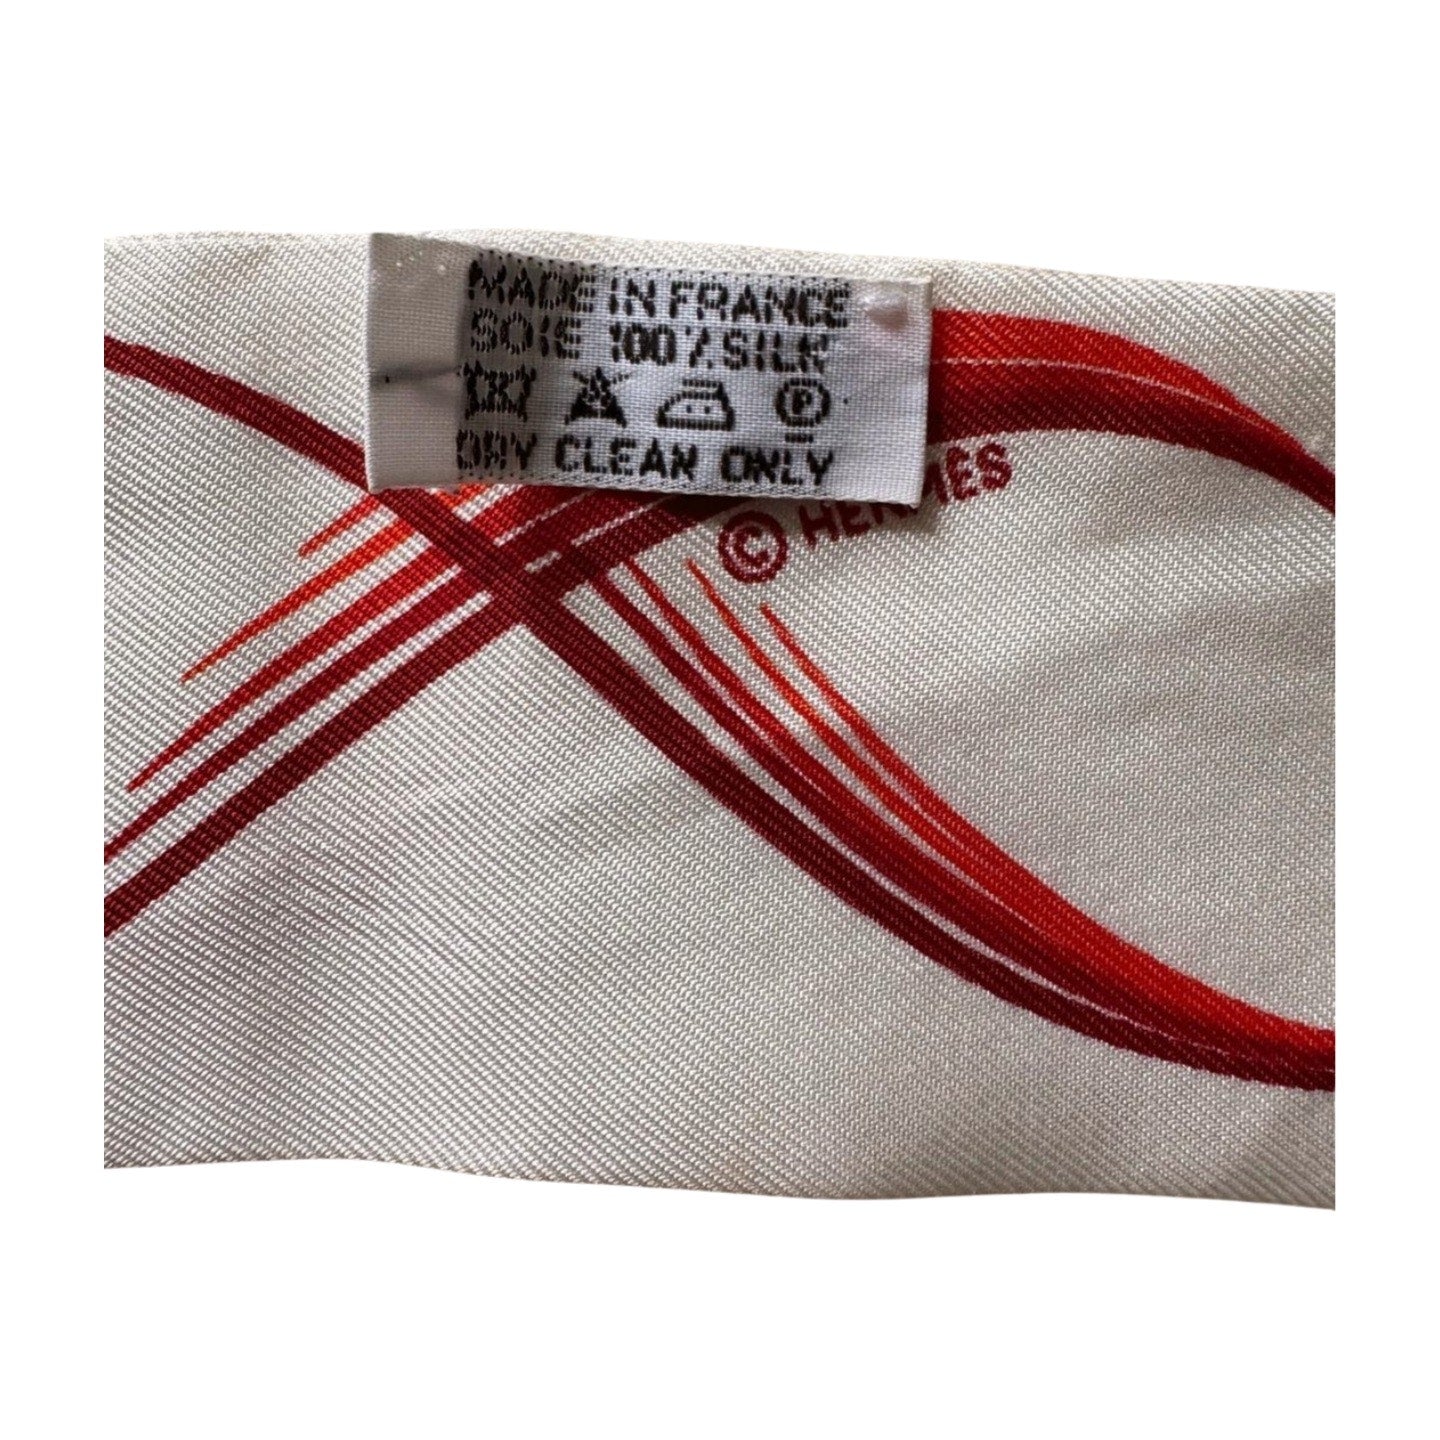 MADE IN FRANCE
SOIE 100% SILK
P
DRY CLEAN ONLY
© HERMES